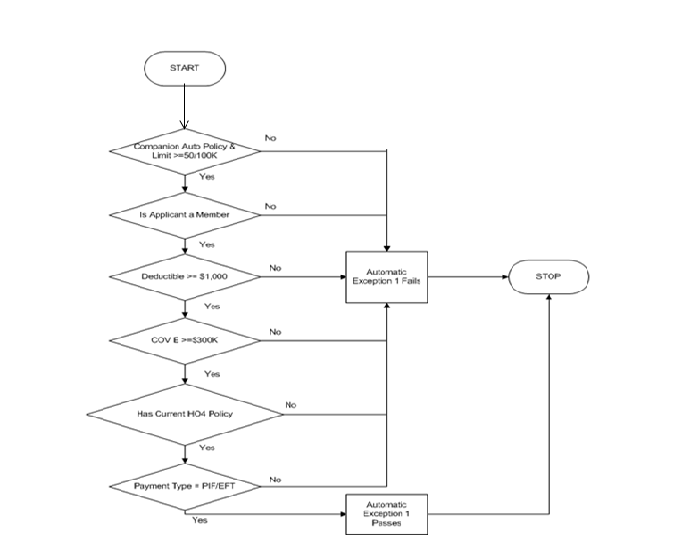 START
No
Companion Auto Policy &
Limit >=50/100K
Yes
No
Is Applicant a Member
Yes
No
Deductible >= $1,000
Automatic
Exception 1 Fails
STOP
Yes
No
COV E >=$300K
Yes
No
Has Current HO4 Policy
Yes
No
Payment Type = PIF/EFT
Yes
Automatic
Exception 1
Passes